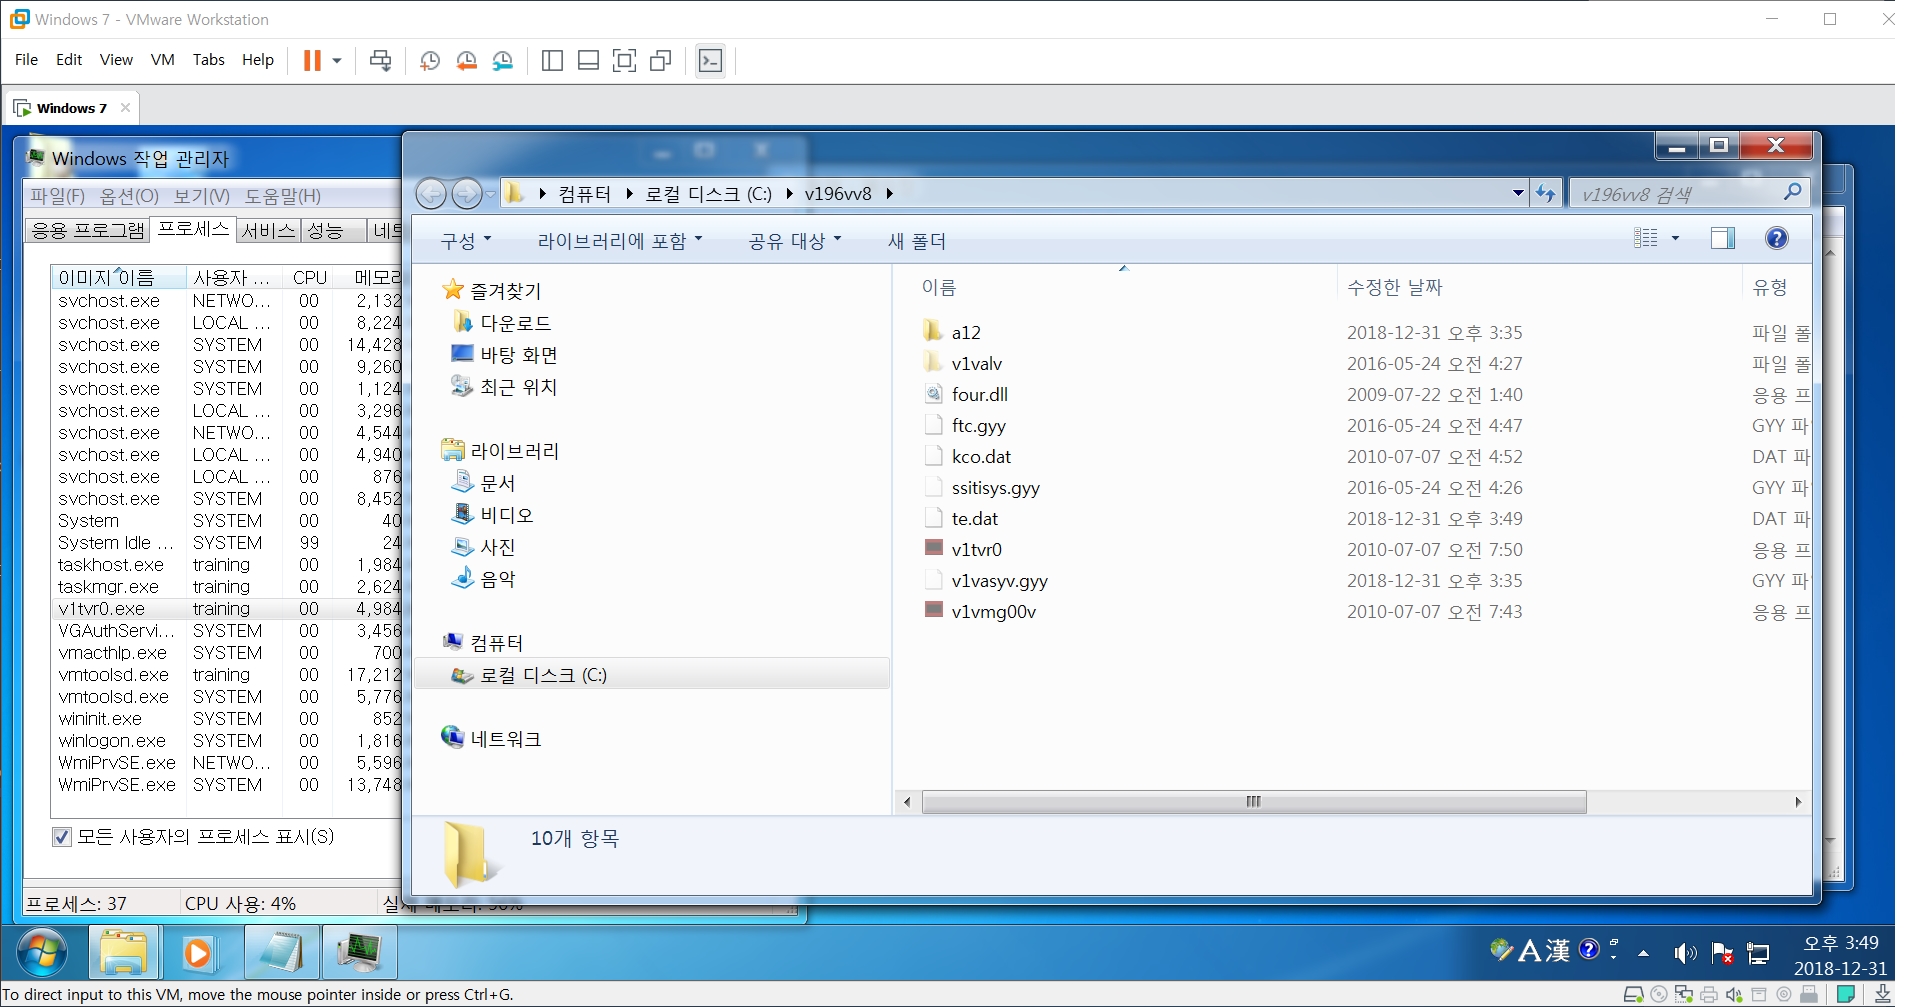 Windows 7 - VMware Workstation
File Edit View VM Tabs Help
Windows 7
Windows 작업 관리자
파일(F) 옵션(O) 보기(V) 도움말(H)
응용 프로그램 프로세스 서비스 성능 네트
이미지 이름 사용자 ... CPU 메모리
svchost.exe NETWO... 00 2,132
svchost.exe LOCAL ... 00 8,224
svchost.exe SYSTEM 00 14,428
svchost.exe SYSTEM 00 9,260
svchost.exe SYSTEM 00 1,124
svchost.exe LOCAL ... 00 3,296
svchost.exe NETWO... 00 4,544
svchost.exe LOCAL ... 00 4,940
svchost.exe LOCAL ... 00 876
svchost.exe SYSTEM 00 8,452
System SYSTEM 00 40
System Idle ... SYSTEM 99 24
taskhost.exe training 00 1,984
taskmgr.exe training 00 2,624
v1tvr0.exe training 00 4,984
VGAuthServi... SYSTEM 00 3,456
vmacthlp.exe SYSTEM 00 700
vmtoolsd.exe training 00 17,212
vmtoolsd.exe SYSTEM 00 5,776
wininit.exe SYSTEM 00 852
winlogon.exe SYSTEM 00 1,816
WmiPrvSE.exe NETWO... 00 5,596
WmiPrvSE.exe SYSTEM 00 13,748
모든 사용자의 프로세스 표시(S)
프로세스: 37 CPU 사용: 4%
컴퓨터 로컬 디스크 (C:) v196vv8
v196vv8 검색
구성 라이브러리에 포함 공유 대상 새 폴더
즐겨찾기
다운로드
바탕 화면
최근 위치
라이브러리
문서
비디오
사진
음악
컴퓨터
로컬 디스크 (C:)
네트워크
이름 수정한 날짜 유형
a12 2018-12-31 오후 3:35 파일 폴
v1valv 2016-05-24 오전 4:27 파일 폴
four.dll 2009-07-22 오전 1:40 응용 프
ftc.gyy 2016-05-24 오전 4:47 GYY 파
kco.dat 2010-07-07 오전 4:52 DAT 파
ssitisys.gyy 2016-05-24 오전 4:26 GYY 파
te.dat 2018-12-31 오후 3:49 DAT 파
v1tvr0 2010-07-07 오전 7:50 응용 프
v1vasyv.gyy 2018-12-31 오후 3:35 GYY 파
v1vmg00v 2010-07-07 오전 7:43 응용 프
10개 항목
A 漢
오후 3:49
2018-12-31
To direct input to this VM, move the mouse pointer inside or press Ctrl+G.